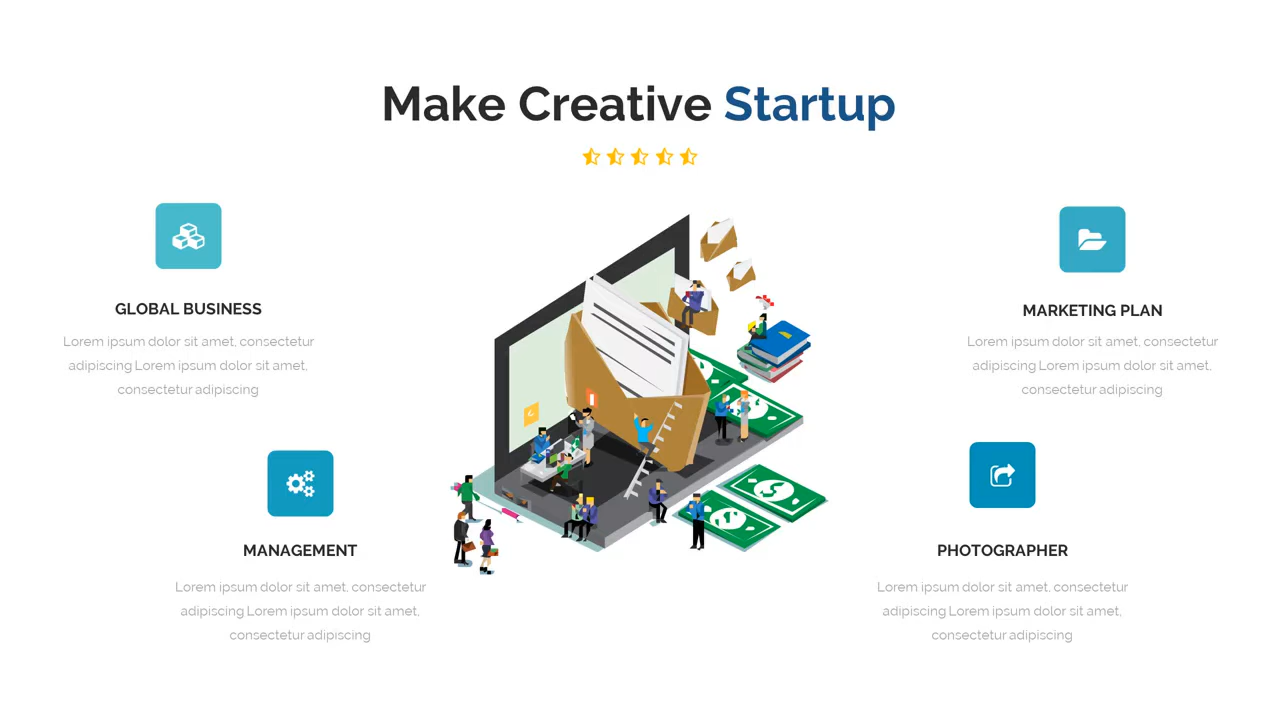 Make Creative Startup
GLOBAL BUSINESS
Lorem ipsum dolor sit amet, consectetur
adipiscing Lorem ipsum dolor sit amet,
consectetur adipiscing
MARKETING PLAN
Lorem ipsum dolor sit amet, consectetur
adipiscing Lorem ipsum dolor sit amet,
consectetur adipiscing
MANAGEMENT
Lorem ipsum dolor sit amet, consectetur
adipiscing Lorem ipsum dolor sit amet,
consectetur adipiscing
PHOTOGRAPHER
Lorem ipsum dolor sit amet, consectetur
adipiscing Lorem ipsum dolor sit amet,
consectetur adipiscing